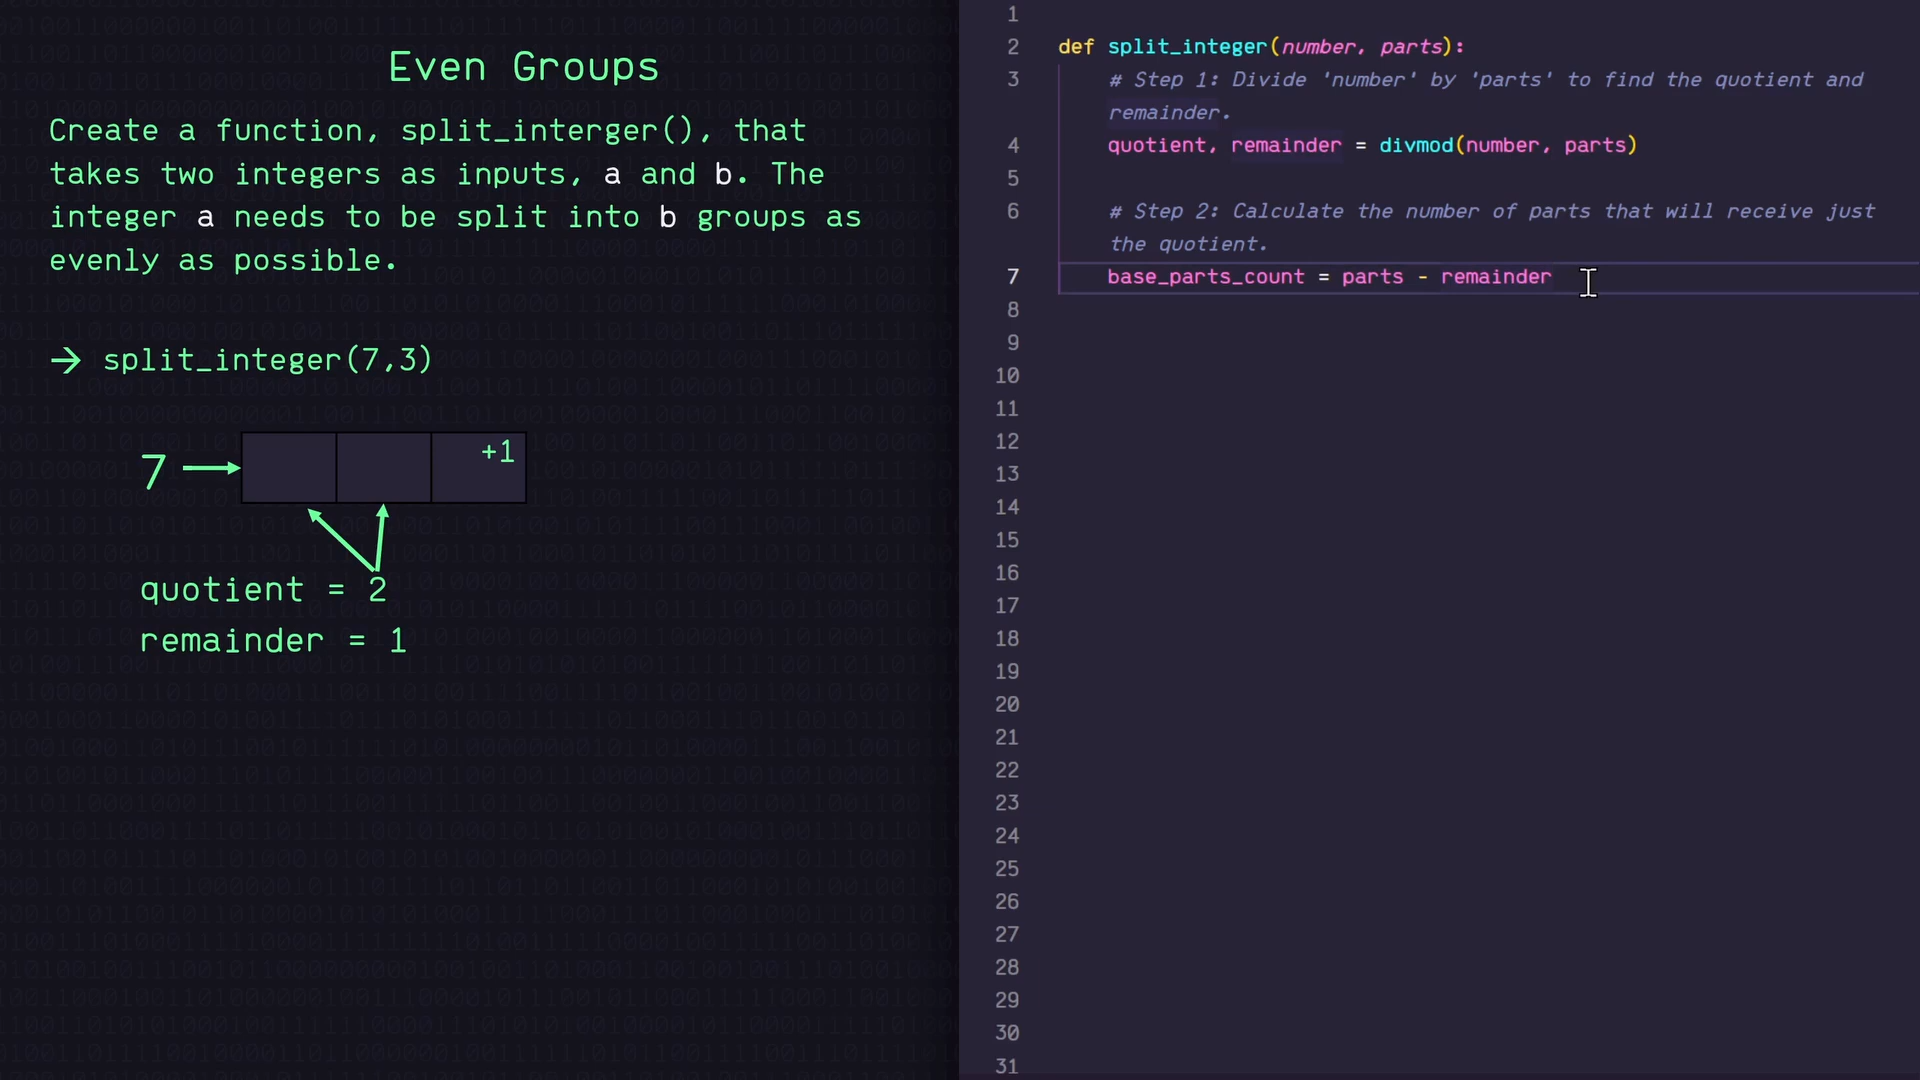 Even Groups
Create a function, split_interger(), that
takes two integers as inputs, a and b. The
integer a needs to be split into b groups as
evenly as possible.
→ split_integer(7,3)
7
+1
quotient = 2
remainder = 1
1
2 def split_integer(number, parts):
3 # Step 1: Divide 'number' by 'parts' to find the quotient and
remainder.
4 quotient, remainder = divmod(number, parts)
5
6 # Step 2: Calculate the number of parts that will receive just
the quotient.
7 base_parts_count = parts - remainder
8
9
10
11
12
13
14
15
16
17
18
19
20
21
22
23
24
25
26
27
28
29
30
31